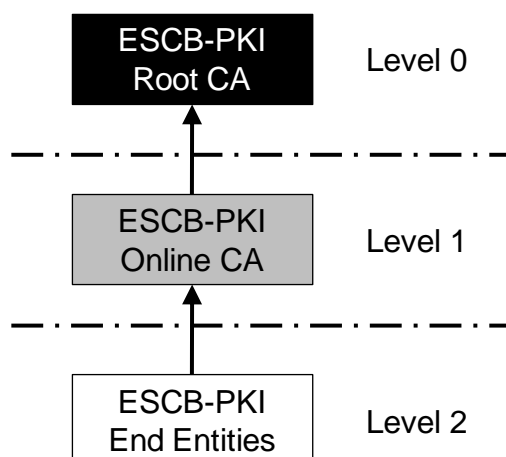 ESCB-PKI
Root CA
Level 0
ESCB-PKI
Online CA
Level 1
ESCB-PKI
End Entities
Level 2